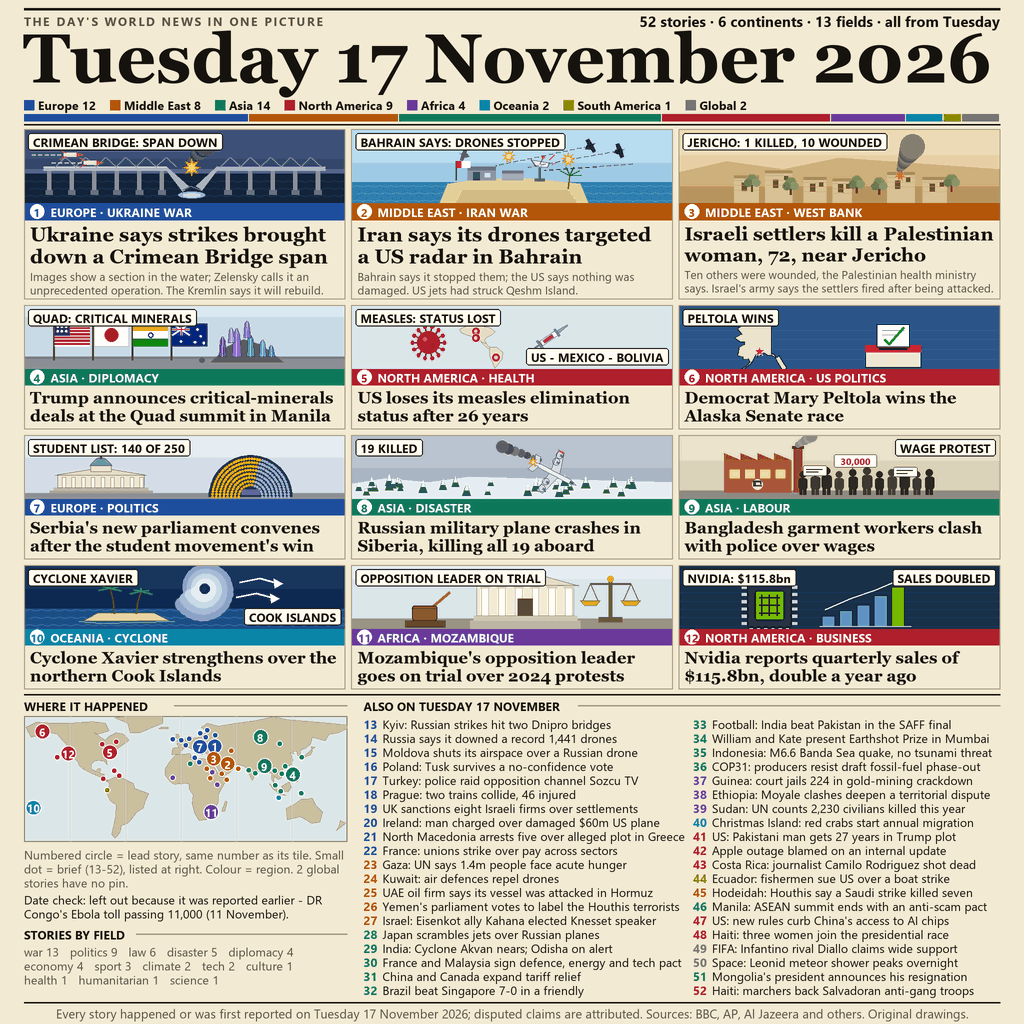 THE DAY'S WORLD NEWS IN ONE PICTURE
52 stories · 6 continents · 13 fields · all from Tuesday
Tuesday 17 November 2026
Europe 12 Middle East 8 Asia 14 North America 9 Africa 4 Oceania 2 South America 1 Global 2
CRIMEAN BRIDGE: SPAN DOWN
1 EUROPE · UKRAINE WAR
Ukraine says strikes brought
down a Crimean Bridge span
Images show a section in the water; Zelensky calls it an
unprecedented operation. The Kremlin says it will rebuild.
BAHRAIN SAYS: DRONES STOPPED
2 MIDDLE EAST · IRAN WAR
Iran says its drones targeted
a US radar in Bahrain
Bahrain says it stopped them; the US says nothing was
damaged. US jets had struck Qeshm Island.
JERICHO: 1 KILLED, 10 WOUNDED
3 MIDDLE EAST · WEST BANK
Israeli settlers kill a Palestinian
woman, 72, near Jericho
Ten others were wounded, the Palestinian health ministry
says. Israel's army says the settlers fired after being attacked.
QUAD: CRITICAL MINERALS
4 ASIA · DIPLOMACY
Trump announces critical-minerals
deals at the Quad summit in Manila
MEASLES: STATUS LOST
US - MEXICO - BOLIVIA
5 NORTH AMERICA · HEALTH
US loses its measles elimination
status after 26 years
PELTOLA WINS
6 NORTH AMERICA · US POLITICS
Democrat Mary Peltola wins the
Alaska Senate race
STUDENT LIST: 140 OF 250
7 EUROPE · POLITICS
Serbia's new parliament convenes
after the student movement's win
19 KILLED
8 ASIA · DISASTER
Russian military plane crashes in
Siberia, killing all 19 aboard
WAGE PROTEST
30,000
9 ASIA · LABOUR
Bangladesh garment workers clash
with police over wages
CYCLONE XAVIER
COOK ISLANDS
10 OCEANIA · CYCLONE
Cyclone Xavier strengthens over the
northern Cook Islands
OPPOSITION LEADER ON TRIAL
11 AFRICA · MOZAMBIQUE
Mozambique's opposition leader
goes on trial over 2024 protests
NVIDIA: $115.8bn
SALES DOUBLED
12 NORTH AMERICA · BUSINESS
Nvidia reports quarterly sales of
$115.8bn, double a year ago
WHERE IT HAPPENED
6
12
5
7
1
3
2
8
9
4
10
11
Numbered circle = lead story, same number as its tile. Small
dot = brief (13-52), listed at right. Colour = region. 2 global
stories have no pin.
Date check: left out because it was reported earlier - DR
Congo's Ebola toll passing 11,000 (11 November).
STORIES BY FIELD
war 13 politics 9 law 6 disaster 5 diplomacy 4
economy 4 sport 3 climate 2 tech 2 culture 1
health 1 humanitarian 1 science 1
ALSO ON TUESDAY 17 NOVEMBER
13 Kyiv: Russian strikes hit two Dnipro bridges
14 Russia says it downed a record 1,441 drones
15 Moldova shuts its airspace over a Russian drone
16 Poland: Tusk survives a no-confidence vote
17 Turkey: police raid opposition channel Sozcu TV
18 Prague: two trains collide, 46 injured
19 UK sanctions eight Israeli firms over settlements
20 Ireland: man charged over damaged $60m US plane
21 North Macedonia arrests five over alleged plot in Greece
22 France: unions strike over pay across sectors
23 Gaza: UN says 1.4m people face acute hunger
24 Kuwait: air defences repel drones
25 UAE oil firm says its vessel was attacked in Hormuz
26 Yemen's parliament votes to label the Houthis terrorists
27 Israel: Eisenkot ally Kahana elected Knesset speaker
28 Japan scrambles jets over Russian planes
29 India: Cyclone Akvan nears; Odisha on alert
30 France and Malaysia sign defence, energy and tech pact
31 China and Canada expand tariff relief
32 Brazil beat Singapore 7-0 in a friendly
33 Football: India beat Pakistan in the SAFF final
34 William and Kate present Earthshot Prize in Mumbai
35 Indonesia: M6.6 Banda Sea quake, no tsunami threat
36 COP31: producers resist draft fossil-fuel phase-out
37 Guinea: court jails 224 in gold-mining crackdown
38 Ethiopia: Moyale clashes deepen a territorial dispute
39 Sudan: UN counts 2,230 civilians killed this year
40 Christmas Island: red crabs start annual migration
41 US: Pakistani man gets 27 years in Trump plot
42 Apple outage blamed on an internal update
43 Costa Rica: journalist Camilo Rodriguez shot dead
44 Ecuador: fishermen sue US over a boat strike
45 Hodeidah: Houthis say a Saudi strike killed seven
46 Manila: ASEAN summit ends with an anti-scam pact
47 US: new rules curb China's access to AI chips
48 Haiti: three women join the presidential race
49 FIFA: Infantino rival Diallo claims wide support
50 Space: Leonid meteor shower peaks overnight
51 Mongolia's president announces his resignation
52 Haiti: marchers back Salvadoran anti-gang troops
Every story happened or was first reported on Tuesday 17 November 2026; disputed claims are attributed. Sources: BBC, AP, Al Jazeera and others. Original drawings.